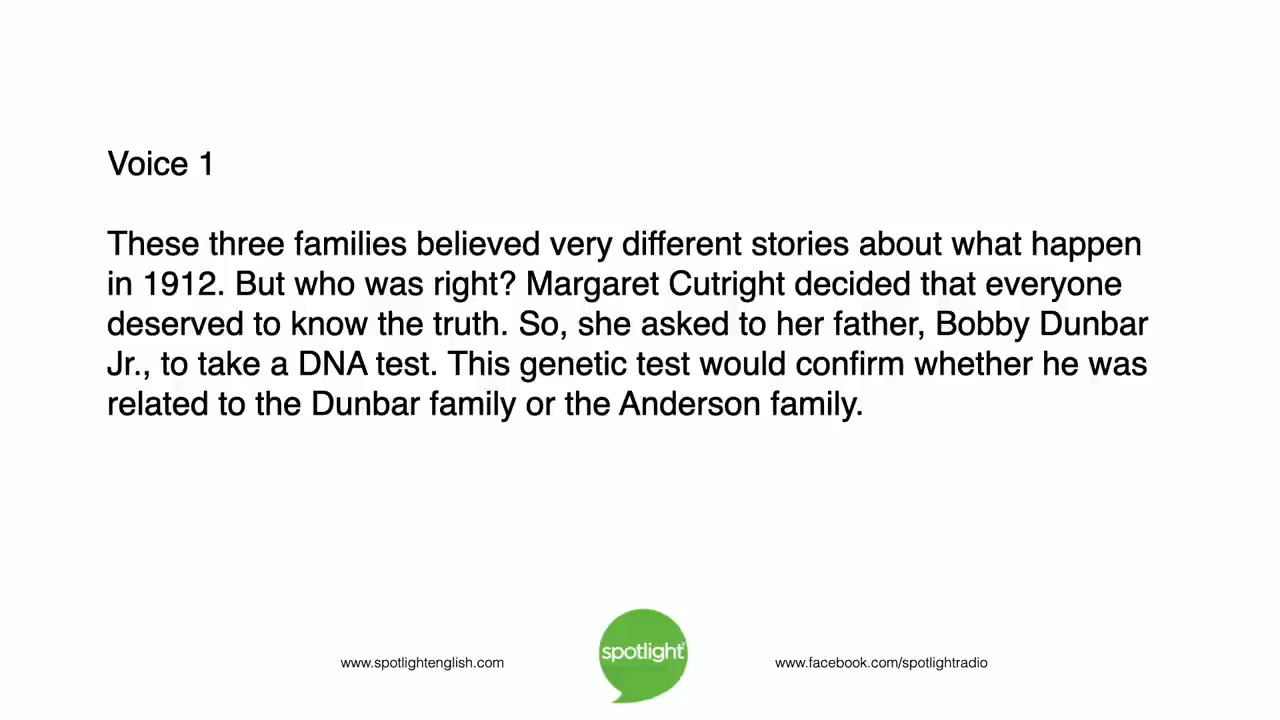 Voice 1
These three families believed very different stories about what happen
in 1912. But who was right? Margaret Cutright decided that everyone
deserved to know the truth. So, she asked to her father, Bobby Dunbar
Jr., to take a DNA test. This genetic test would confirm whether he was
related to the Dunbar family or the Anderson family.
www.spotlightenglish.com
spotlight
www.facebook.com/spotlightradio